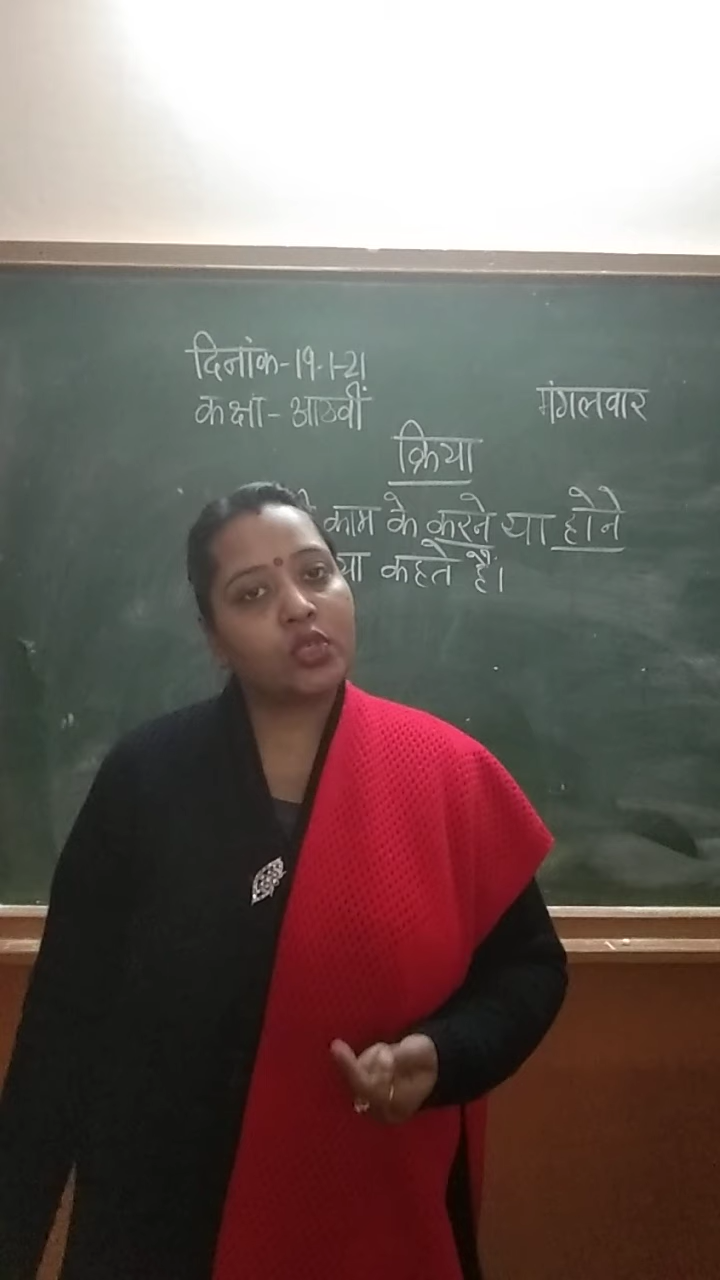 दिनांक-19.1-21
कक्षा-आठवीं
मंगलवार
क्रिया
काम के करने या होने
या कहते हैं।